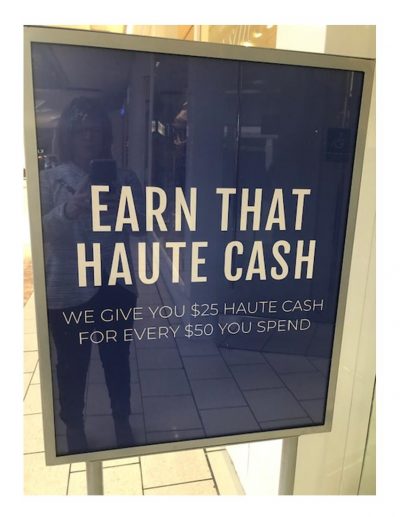 EARN THAT
HAUTE CASH
WE GIVE YOU $25 HAUTE CASH
FOR EVERY $50 YOU SPEND